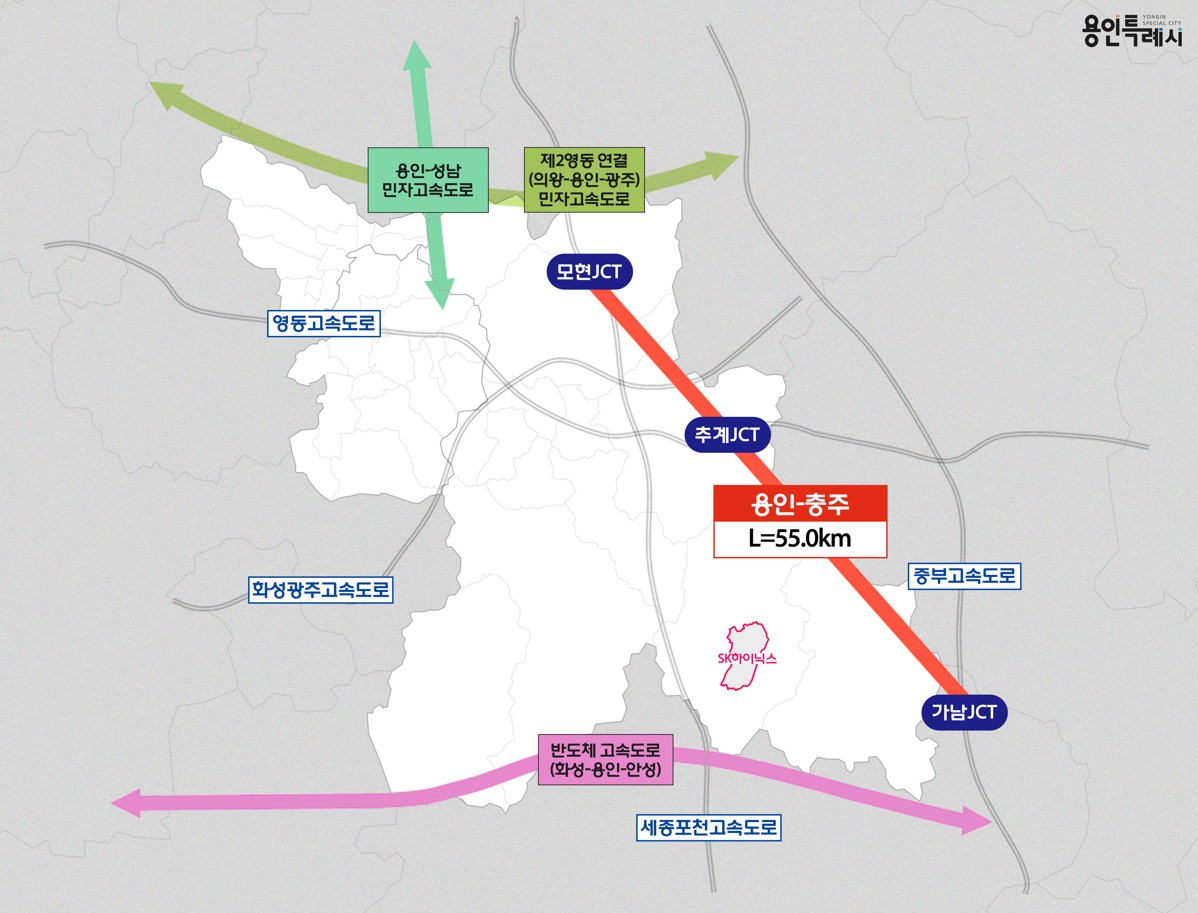 YONGIN
SPECIAL CITY
용인특례시
용인-성남
민자고속도로
제2영동 연결
(의왕-용인-광주)
민자고속도로
모현JCT
영동고속도로
추계JCT
용인-충주
L=55.0km
화성광주고속도로
중부고속도로
SK하이닉스
가남JCT
반도체 고속도로
(화성-용인-안성)
세종포천고속도로